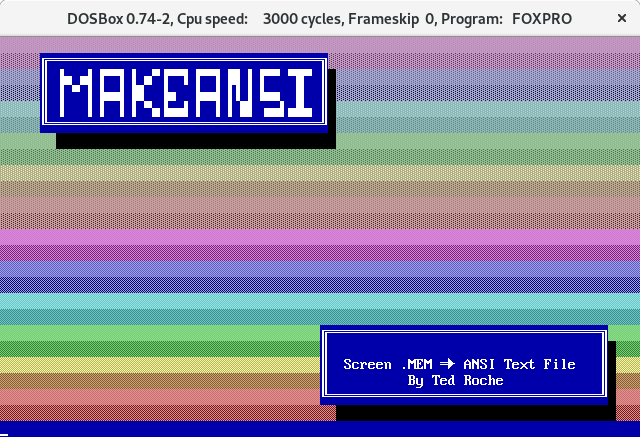 DOSBox 0.74-2, Cpu speed: 3000 cycles, Frameskip 0, Program: FOXPRO
MAKEANSI
Screen .MEM → ANSI Text File
By Ted Roche